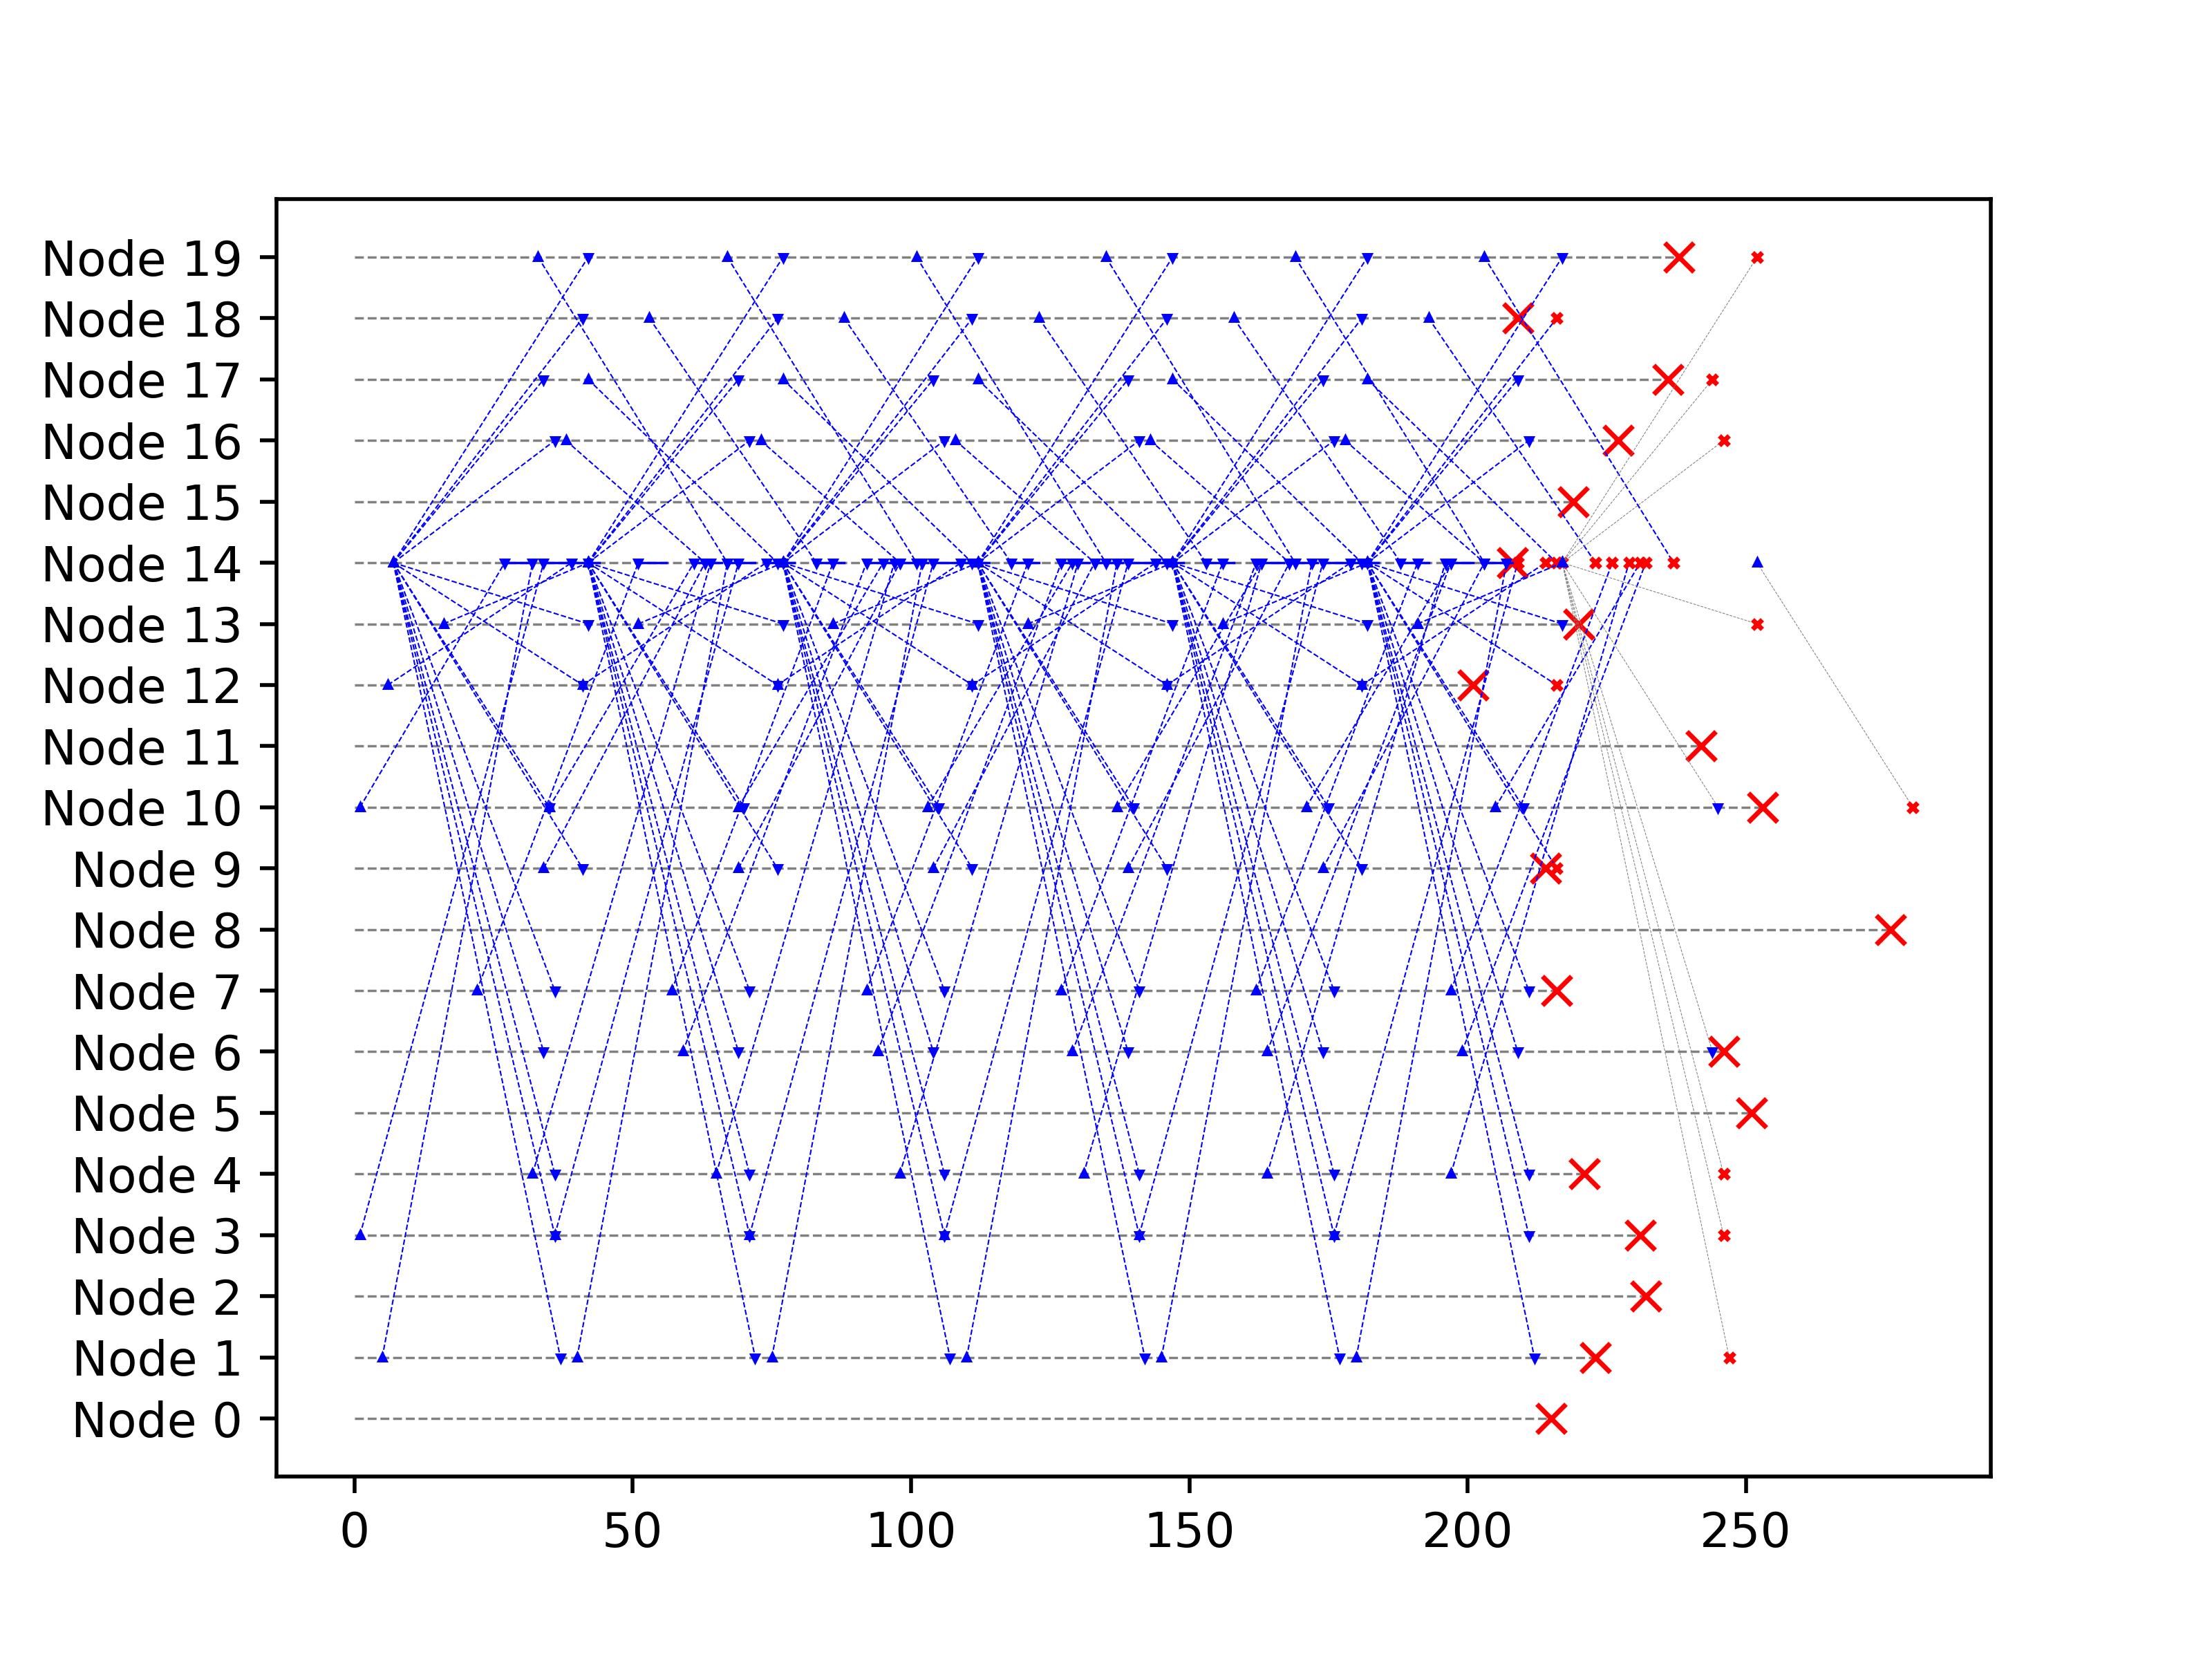 Node 19
Node 18
Node 17
Node 16
Node 15
Node 14
Node 13
Node 12
Node 11
Node 10
Node 9
Node 8
Node 7
Node 6
Node 5
Node 4
Node 3
Node 2
Node 1
Node 0
0 50 100 150 200 250